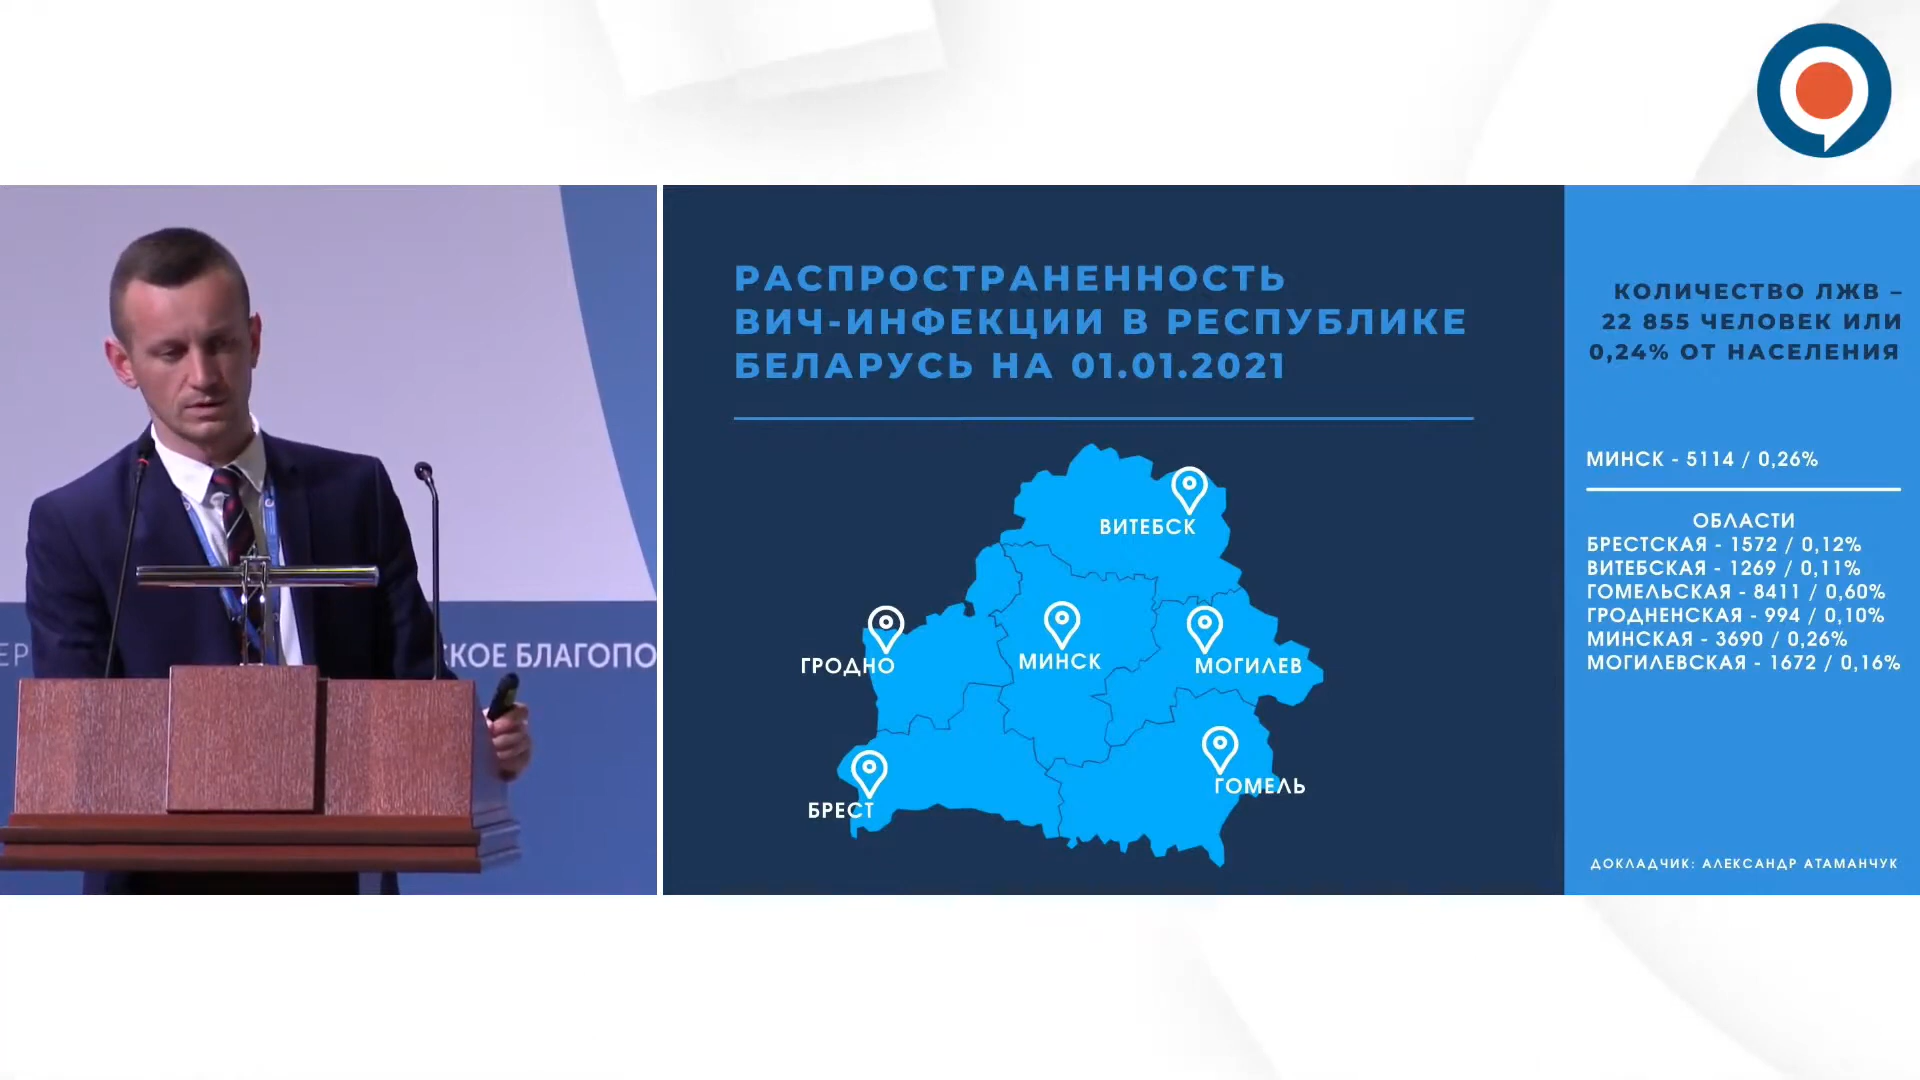 ЕР
СКОЕ БЛАГОПО
РАСПРОСТРАНЕННОСТЬ
ВИЧ-ИНФЕКЦИИ В РЕСПУБЛИКЕ
БЕЛАРУСЬ НА 01.01.2021
ВИТЕБСК
ГРОДНО
МИНСК
МОГИЛЕВ
ГОМЕЛЬ
БРЕСТ
КОЛИЧЕСТВО ЛЖВ –
22 855 ЧЕЛОВЕК ИЛИ
0,24% ОТ НАСЕЛЕНИЯ
МИНСК - 5114 / 0,26%
ОБЛАСТИ
БРЕСТСКАЯ - 1572 / 0,12%
ВИТЕБСКАЯ - 1269 / 0,11%
ГОМЕЛЬСКАЯ - 8411 / 0,60%
ГРОДНЕНСКАЯ - 994 / 0,10%
МИНСКАЯ - 3690 / 0,26%
МОГИЛЕВСКАЯ - 1672 / 0,16%
ДОКЛАДЧИК: АЛЕКСАНДР АТАМАНЧУК